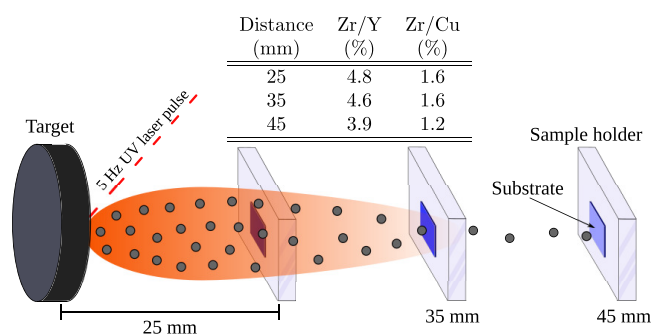 Distance Zr/Y Zr/Cu
(mm) (%) (%)
25 4.8 1.6
35 4.6 1.6
45 3.9 1.2
Target
5 Hz UV laser pulse
Sample holder
Substrate
25 mm
35 mm
45 mm